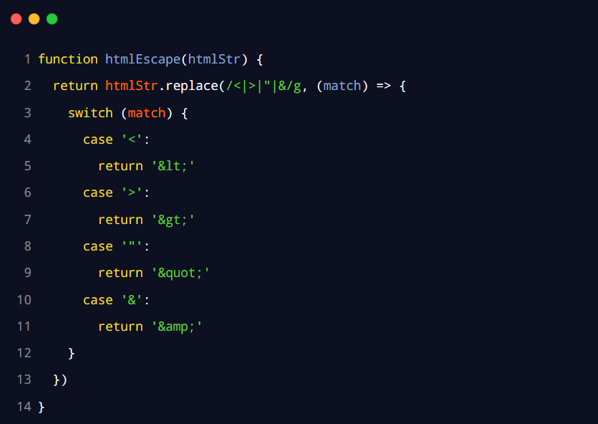 1 function htmlEscape(htmlStr) {
2   return htmlStr.replace(/<|>|"|&/g, (match) => {
3     switch (match) {
4       case '<':
5         return '&lt;'
6       case '>':
7         return '&gt;'
8       case '"':
9         return '&quot;'
10       case '&':
11         return '&amp;'
12     }
13   })
14 }